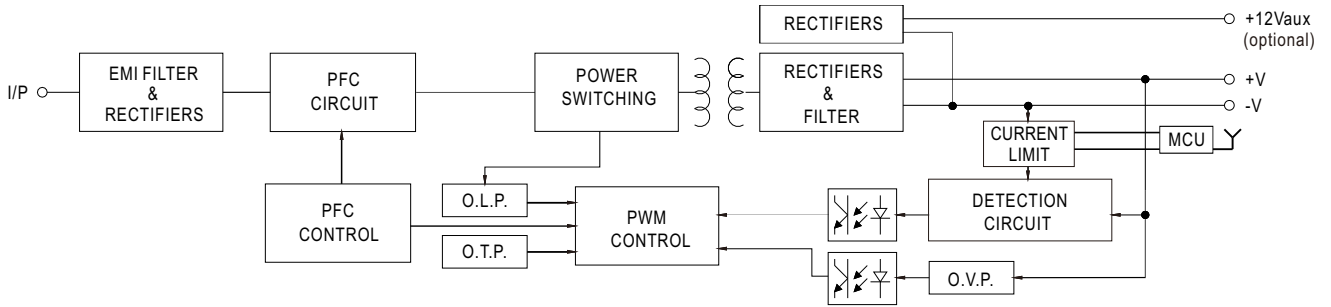 RECTIFIERS
+12Vaux
(optional)
I/P
EMI FILTER
&
RECTIFIERS
PFC
CIRCUIT
POWER
SWITCHING
RECTIFIERS
&
FILTER
+V
-V
CURRENT
LIMIT
MCU
PFC
CONTROL
O.L.P.
O.T.P.
PWM
CONTROL
DETECTION
CIRCUIT
O.V.P.